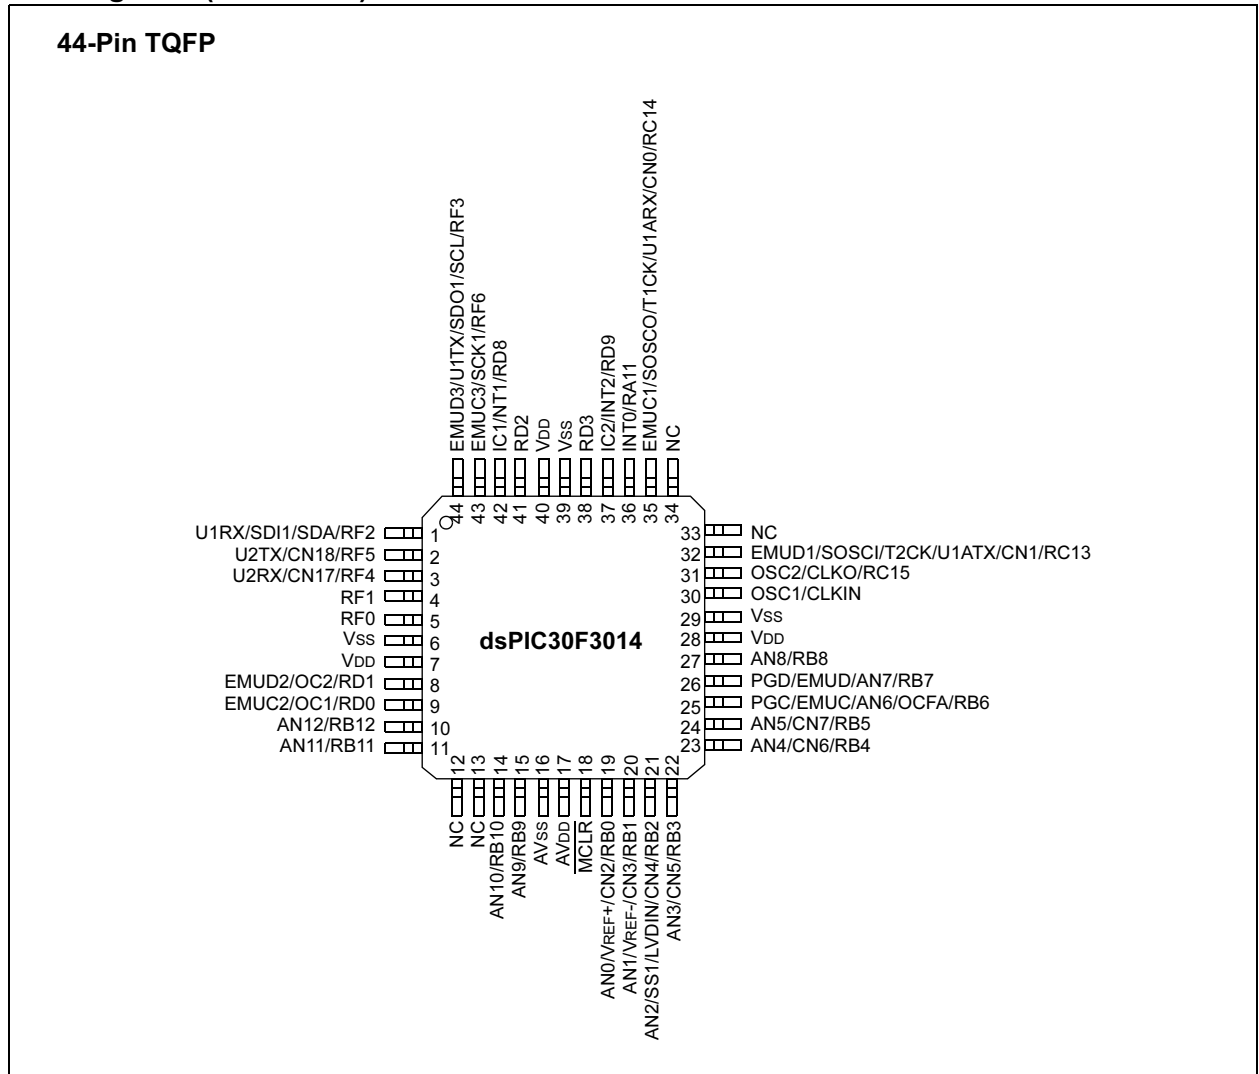 44-Pin TQFP
EMUD3/U1TX/SDO1/SCL/RF3
EMUC3/SCK1/RF6
IC1/NT1/RD8
RD2
VDD
VSS
RD3
IC2/INT2/RD9
INT0/RA11
EMUC1/SOSCO/T1CK/U1ARX/CN0/RC14
NC
44
43
42
41
40
39
38
37
36
35
34
U1RX/SDI1/SDA/RF2 1
U2TX/CN18/RF5 2
U2RX/CN17/RF4 3
RF1 4
RF0 5
VSS 6
VDD 7
EMUD2/OC2/RD1 8
EMUC2/OC1/RD0 9
AN12/RB12 10
AN11/RB11 11
dsPIC30F3014
33 NC
32 EMUD1/SOSCI/T2CK/U1ATX/CN1/RC13
31 OSC2/CLKO/RC15
30 OSC1/CLKIN
29 VSS
28 VDD
27 AN8/RB8
26 PGD/EMUD/AN7/RB7
25 PGC/EMUC/AN6/OCFA/RB6
24 AN5/CN7/RB5
23 AN4/CN6/RB4
12
13
14
15
16
17
18
19
20
21
22
NC
NC
AN10/RB10
AN9/RB9
AVSS
AVDD
MCLR
AN0/VREF+/CN2/RB0
AN1/VREF-/CN3/RB1
AN2/SS1/LVDIN/CN4/RB2
AN3/CN5/RB3